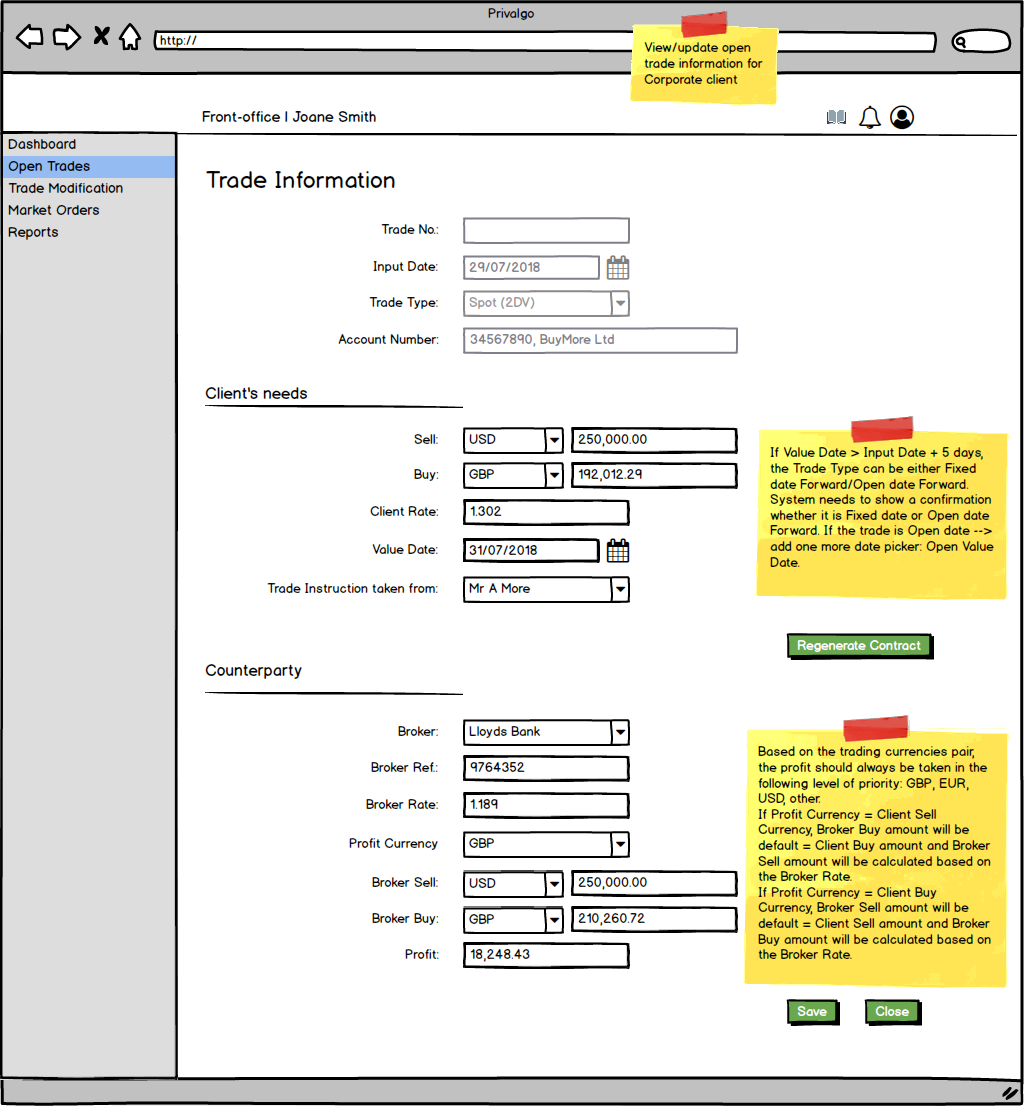 Privalgo
http://
View/update open
trade information for
Corporate client
Front-office | Joane Smith
Dashboard
Open Trades
Trade Modification
Market Orders
Reports
Trade Information
Trade No.:
Input Date: 29/07/2018
Trade Type: Spot (2DV)
Account Number: 34567890, BuyMore Ltd
Client's needs
Sell: USD 250,000.00
Buy: GBP 192,012.29
Client Rate: 1.302
Value Date: 31/07/2018
Trade Instruction taken from: Mr A More
If Value Date > Input Date + 5 days,
the Trade Type can be either Fixed
date Forward/Open date Forward.
System needs to show a confirmation
whether it is Fixed date or Open date
Forward. If the trade is Open date -->
add one more date picker: Open Value
Date.
Regenerate Contract
Counterparty
Broker: Lloyds Bank
Broker Ref.: 9764352
Broker Rate: 1.189
Profit Currency GBP
Broker Sell: USD 250,000.00
Broker Buy: GBP 210,260.72
Profit: 18,248.43
Based on the trading currencies pair,
the profit should always be taken in the
following level of priority: GBP, EUR,
USD, other.
If Profit Currency = Client Sell
Currency, Broker Buy amount will be
default = Client Buy amount and Broker
Sell amount will be calculated based on
the Broker Rate.
If Profit Currency = Client Buy
Currency, Broker Sell amount will be
default = Client Sell amount and Broker
Buy amount will be calculated based on
the Broker Rate.
Save
Close